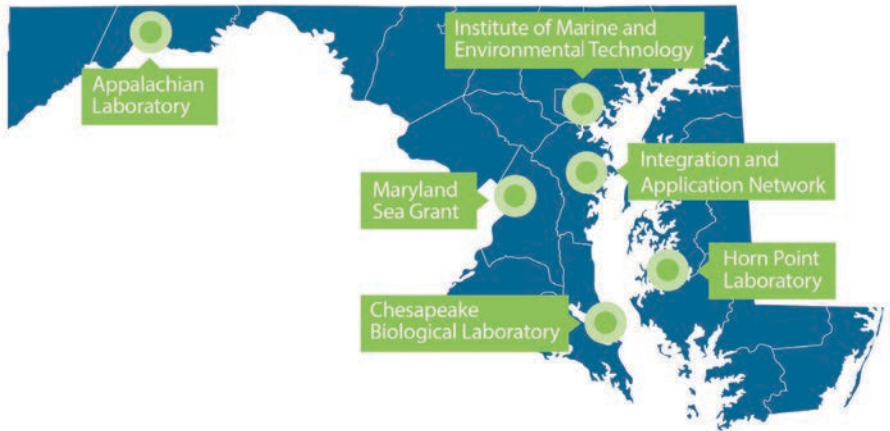 Institute of Marine and
Environmental Technology
Appalachian
Laboratory
Integration and
Application Network
Maryland
Sea Grant
Horn Point
Laboratory
Chesapeake
Biological Laboratory